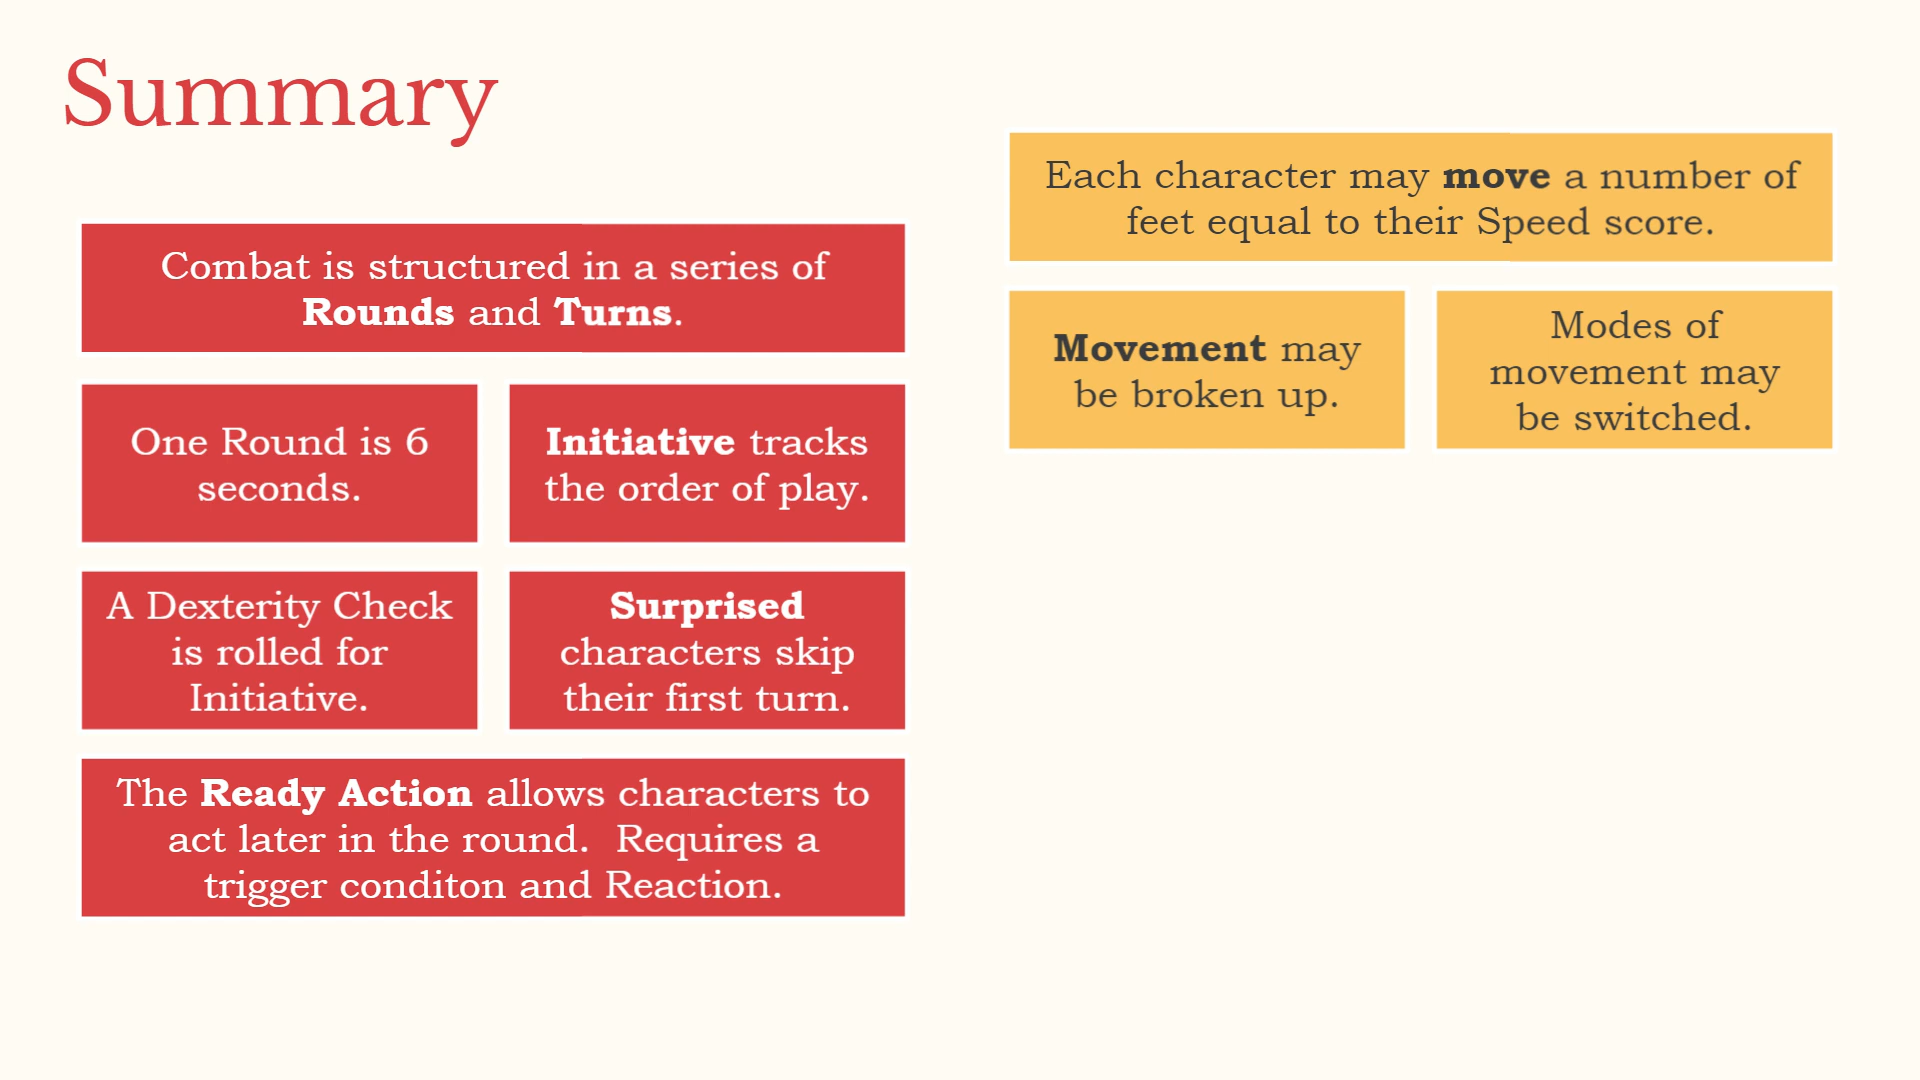 Summary
Combat is structured in a series of
Rounds and Turns.
One Round is 6
seconds.
Initiative tracks
the order of play.
A Dexterity Check
is rolled for
Initiative.
Surprised
characters skip
their first turn.
The Ready Action allows characters to
act later in the round.  Requires a
trigger conditon and Reaction.
Each character may move a number of
feet equal to their Speed score.
Movement may
be broken up.
Modes of
movement may
be switched.